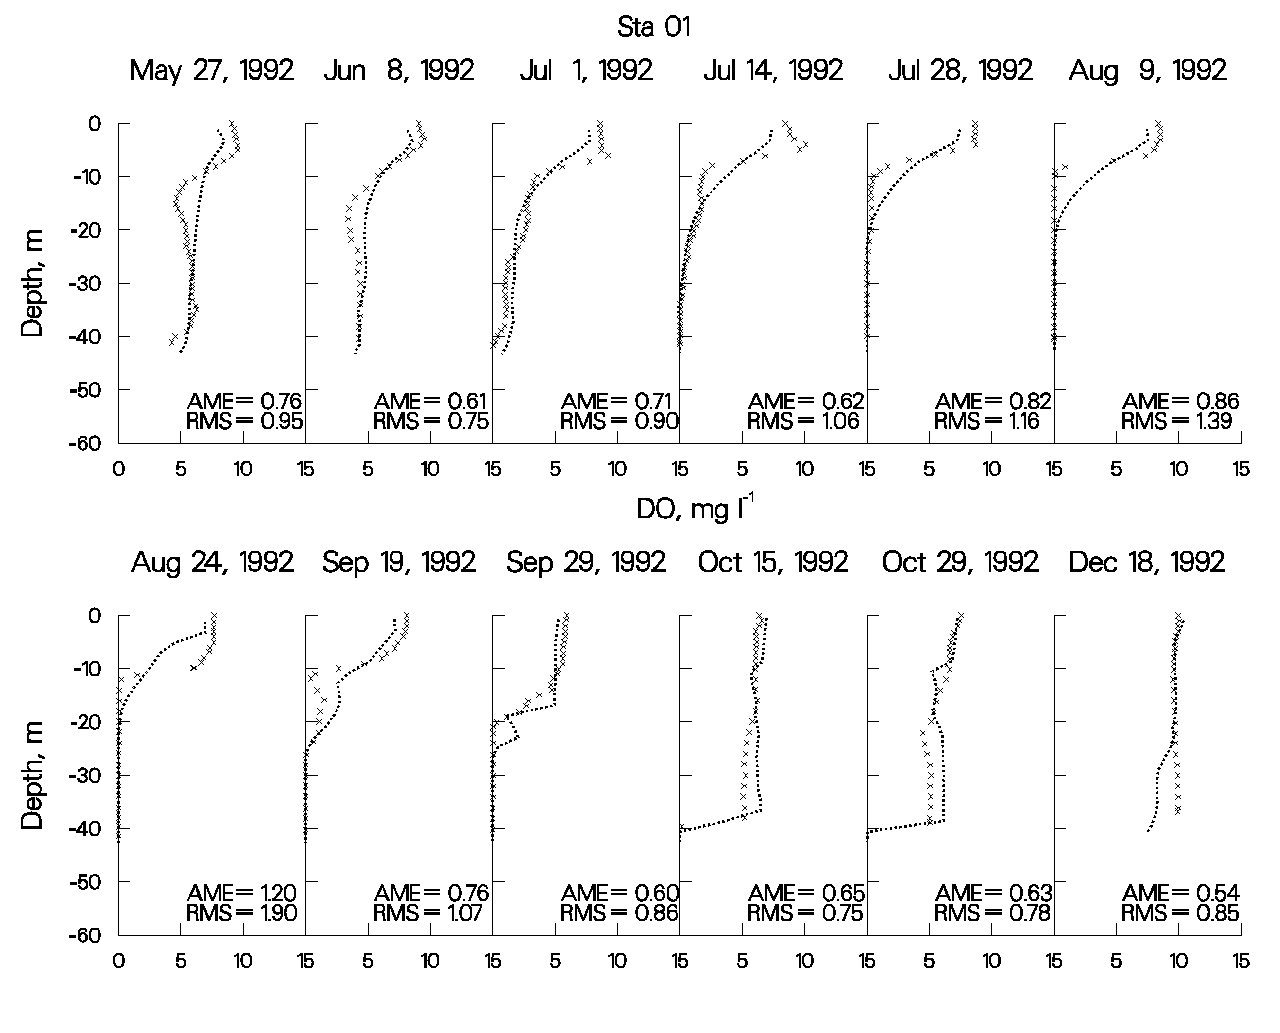 Sta 01
May 27, 1992 Jun 8, 1992 Jul 1, 1992 Jul 14, 1992 Jul 28, 1992 Aug 9, 1992
0
-10
-20
-30
-40
-50
-60
Depth, m
AME= 0.76 AME= 0.61 AME= 0.71 AME= 0.62 AME= 0.82 AME= 0.86
RMS= 0.95 RMS= 0.75 RMS= 0.90 RMS= 1.06 RMS= 1.16 RMS= 1.39
0 5 10 15 5 10 15 5 10 15 5 10 15 5 10 15 5 10 15
DO, mg l-1
Aug 24, 1992 Sep 19, 1992 Sep 29, 1992 Oct 15, 1992 Oct 29, 1992 Dec 18, 1992
0
-10
-20
-30
-40
-50
-60
Depth, m
AME= 1.20 AME= 0.76 AME= 0.60 AME= 0.65 AME= 0.63 AME= 0.54
RMS= 1.90 RMS= 1.07 RMS= 0.86 RMS= 0.75 RMS= 0.78 RMS= 0.85
0 5 10 15 5 10 15 5 10 15 5 10 15 5 10 15 5 10 15